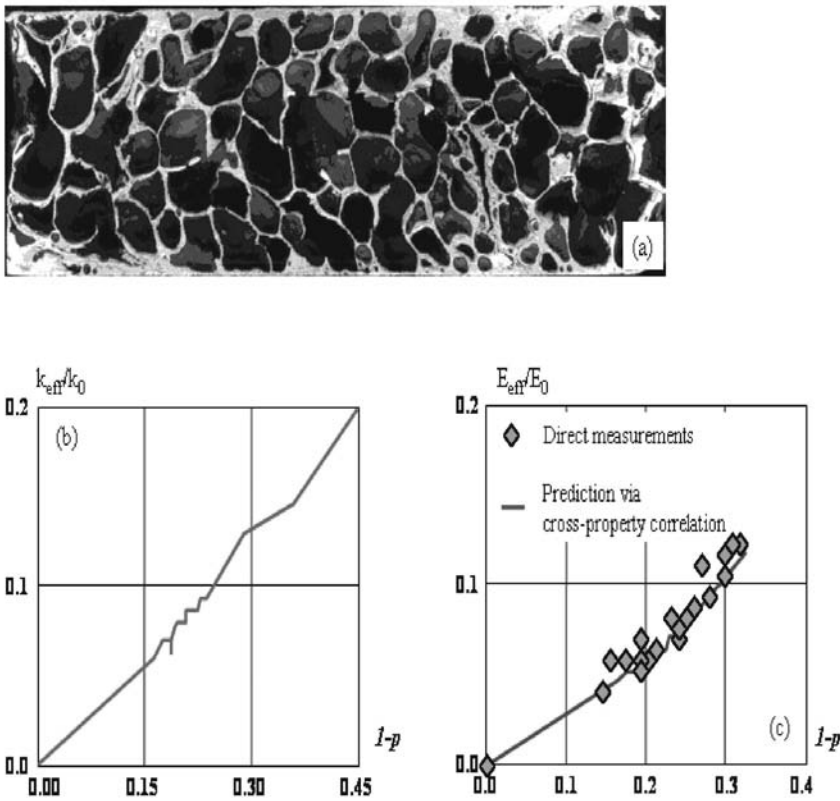 (a)
k_eff/k_0
0.2
(b)
0.1
0.0
0.00 0.15 0.30 0.45
1-p
E_eff/E_0
0.2
Direct measurements
Prediction via
cross-property correlation
0.1
(c)
0.0
0.0 0.1 0.2 0.3 0.4
1-p